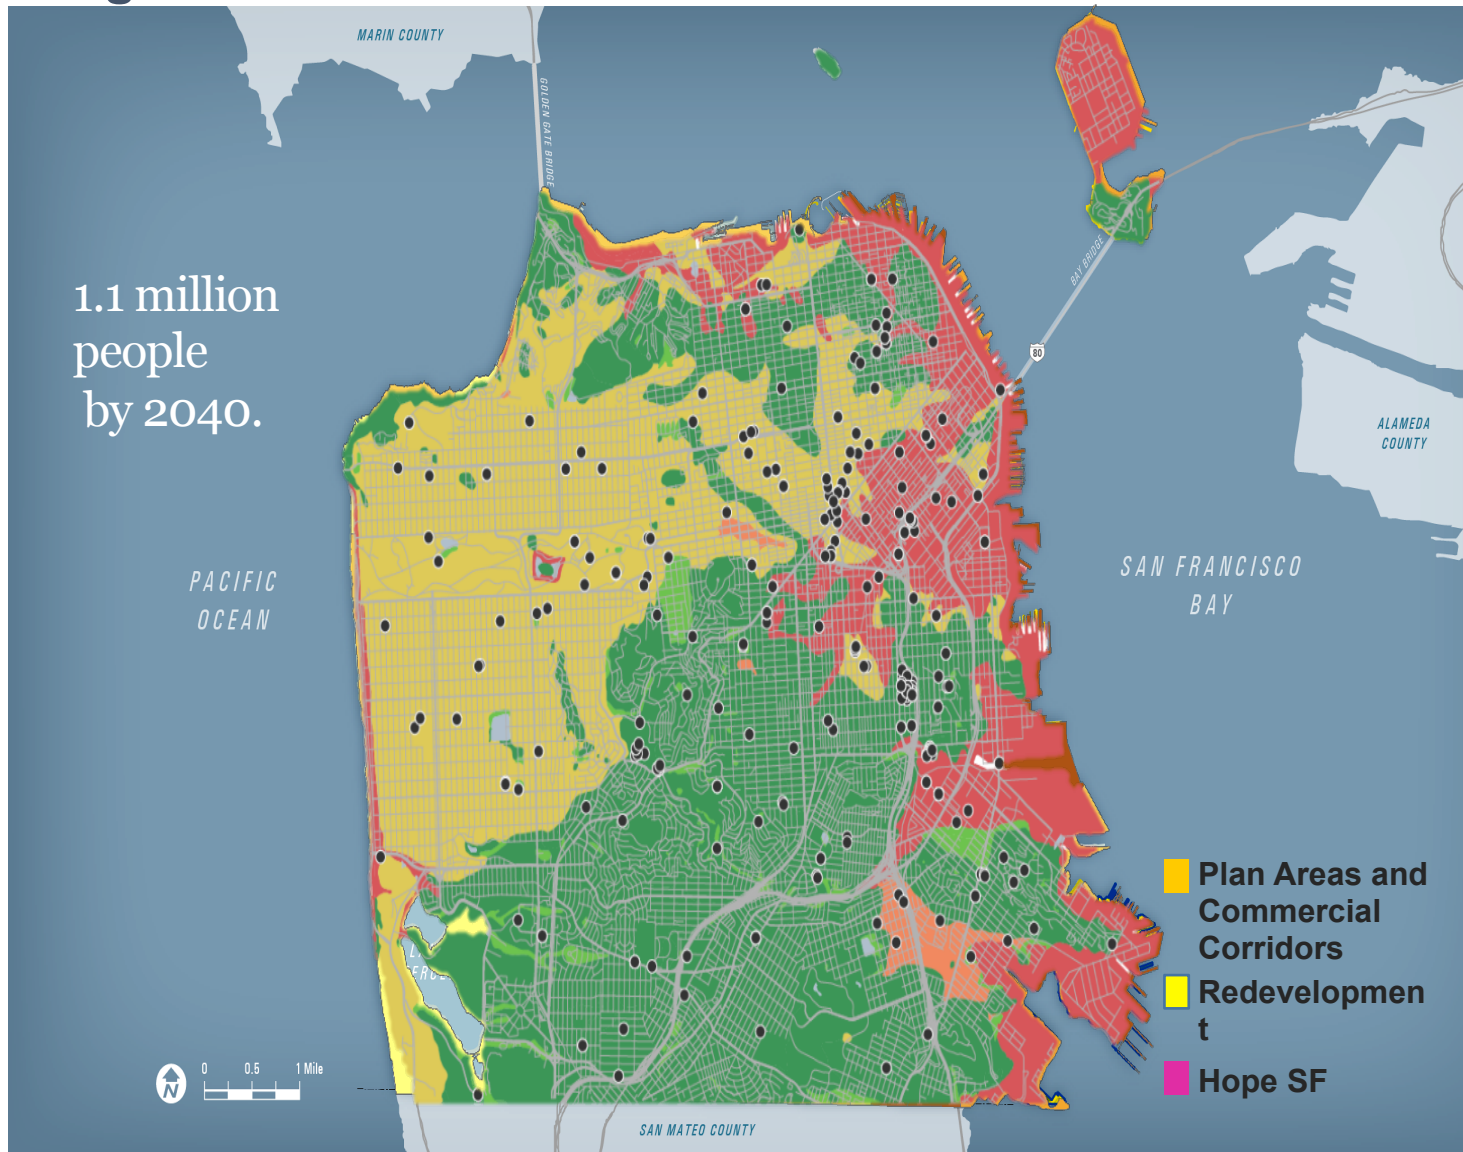 MARIN COUNTY
GOLDEN GATE BRIDGE
1.1 million
people
by 2040.
BAY BRIDGE
80
ALAMEDA
COUNTY
PACIFIC
OCEAN
SAN FRANCISCO
BAY
Plan Areas and
Commercial
Corridors
Redevelopmen
t
Hope SF
N
0 0.5 1 Mile
SAN MATEO COUNTY